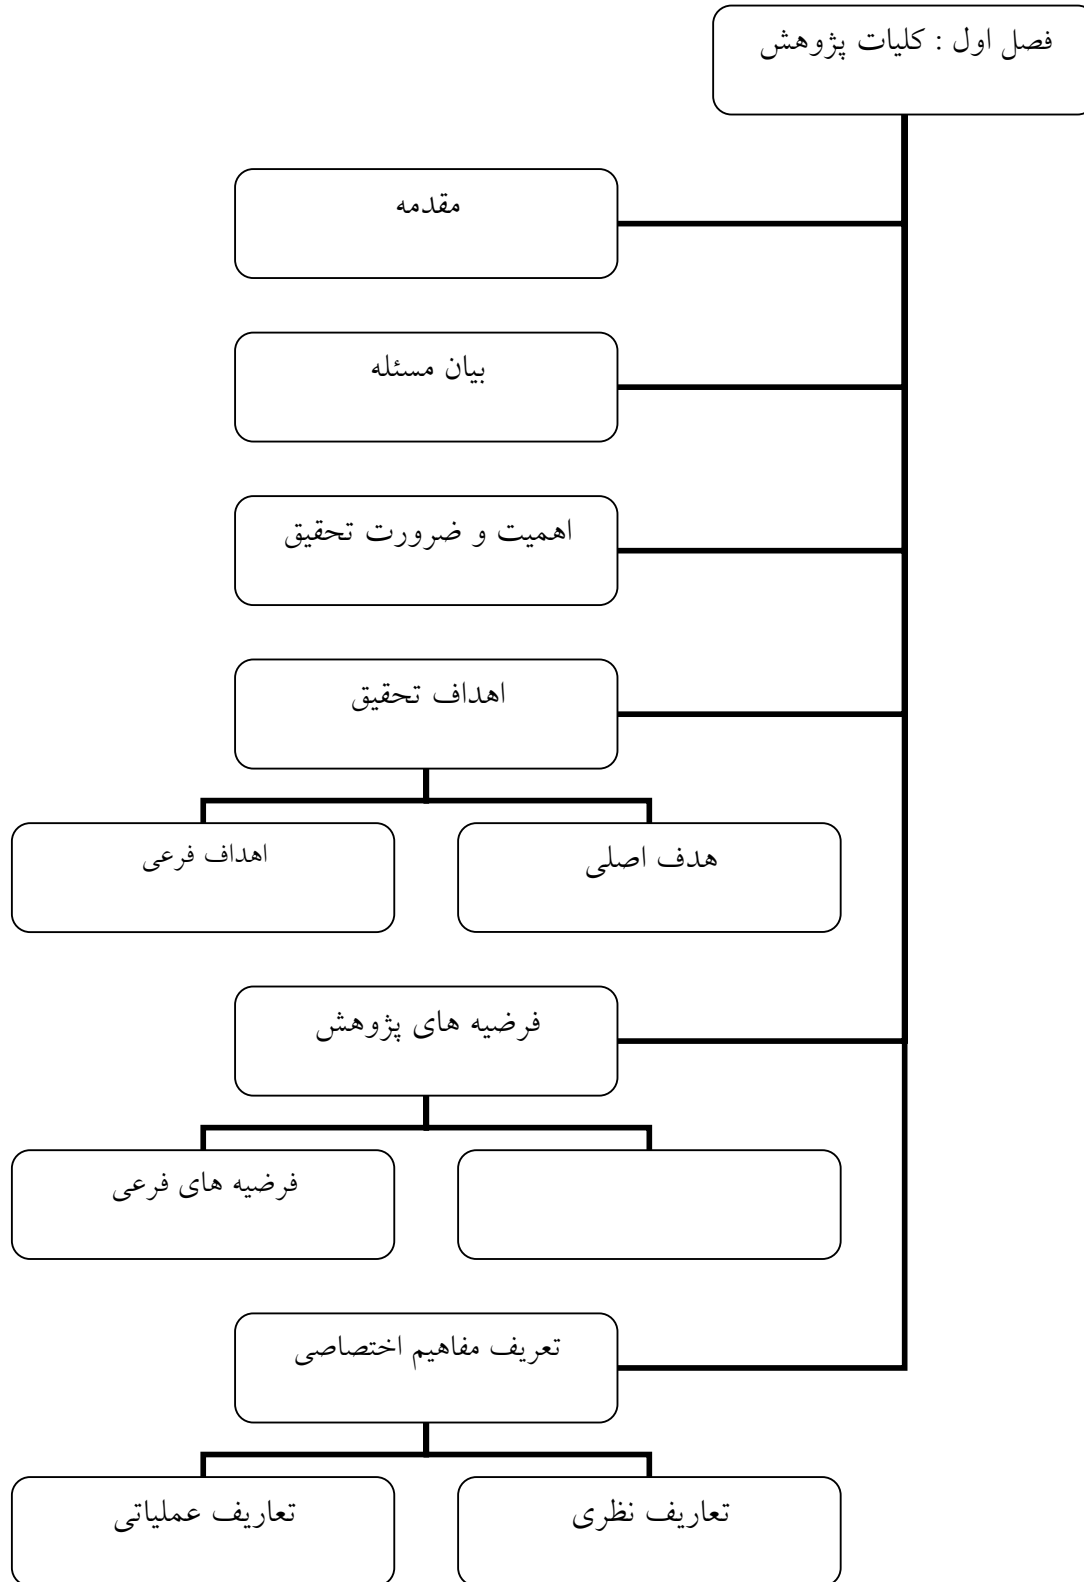 فصل اول : کلیات پژوهش
مقدمه
بیان مسئله
اهمیت و ضرورت تحقیق
اهداف تحقیق
هدف اصلی
اهداف فرعی
فرضیه های پژوهش
فرضیه های فرعی
تعریف مفاهیم اختصاصی
تعاریف نظری
تعاریف عملیاتی